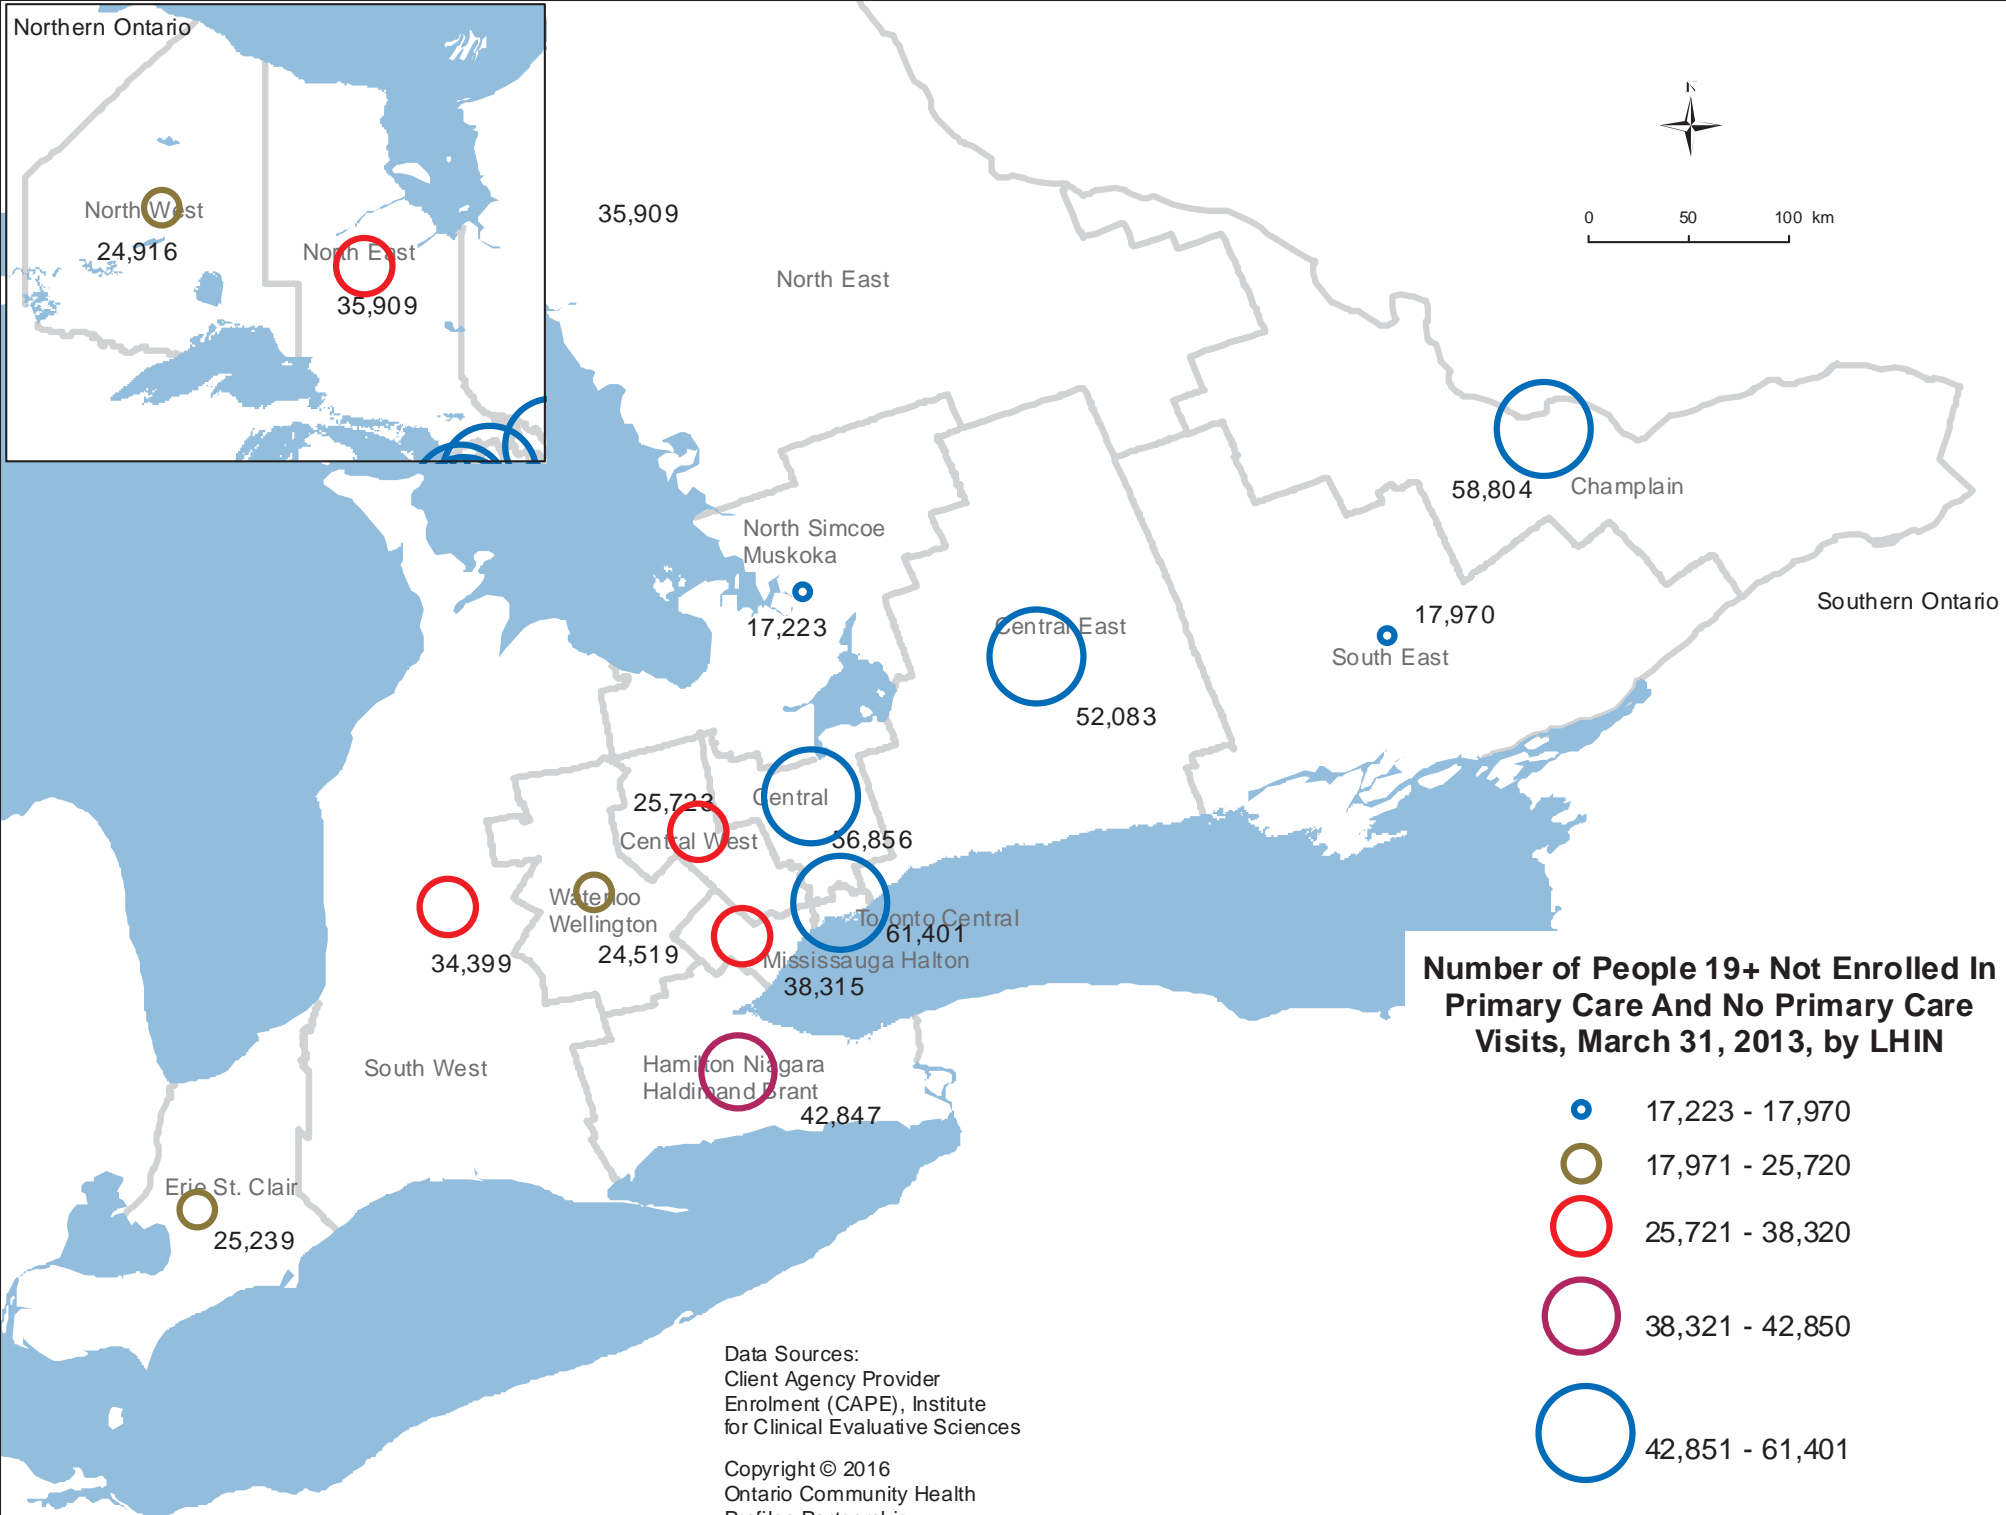 Northern Ontario
North West
24,916
North East
35,909
35,909
North East
N
0 50 100 km
58,804
Champlain
North Simcoe
Muskoka
17,223
Central East
52,083
17,970
South East
Southern Ontario
25,723
Central West
Central
56,856
Waterloo
Wellington
24,519
34,399
South West
Toronto Central
61,401
Mississauga Halton
38,315
Hamilton Niagara
Haldimand Brant
42,847
Erie St. Clair
25,239
Number of People 19+ Not Enrolled In
Primary Care And No Primary Care
Visits, March 31, 2013, by LHIN
17,223 - 17,970
17,971 - 25,720
25,721 - 38,320
38,321 - 42,850
42,851 - 61,401
Data Sources:
Client Agency Provider
Enrolment (CAPE), Institute
for Clinical Evaluative Sciences
Copyright © 2016
Ontario Community Health